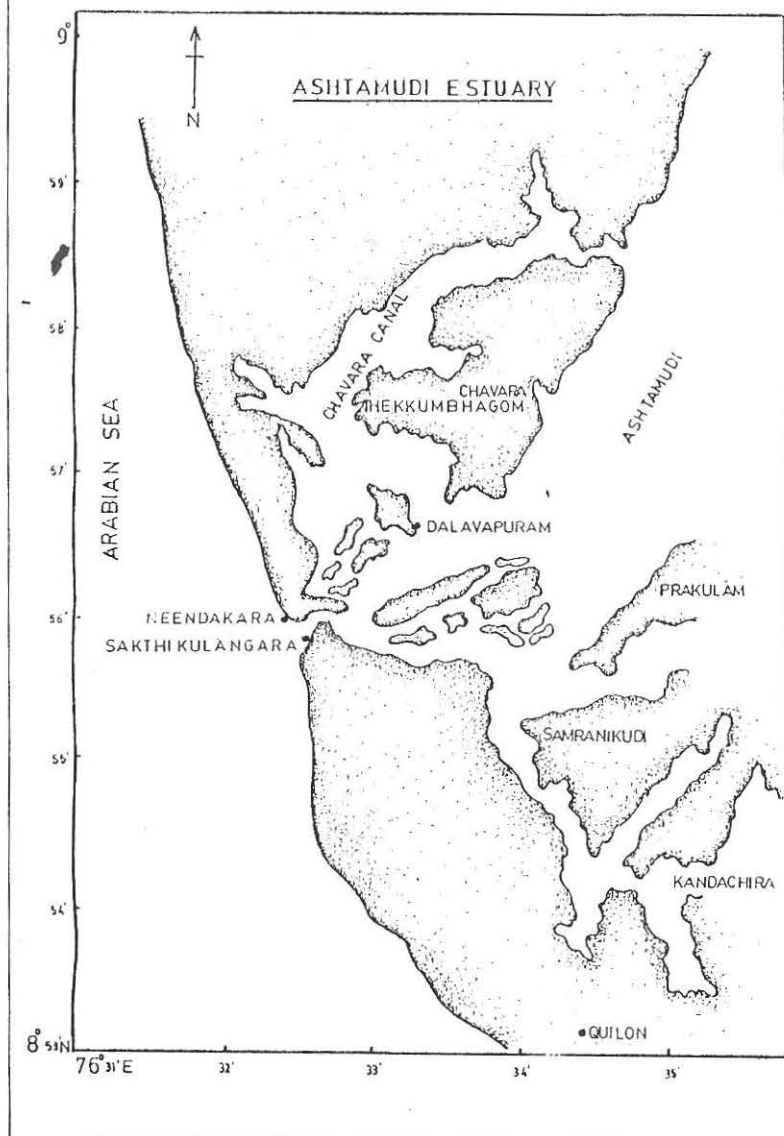 9°
N
ASHTAMUDI ESTUARY
59'
58'
CHAVARA CANAL
CHAVARA
THEKKUMBHAGOM
ASHTAMUDI
57'
ARABIAN SEA
DALAVAPURAM
PRAKULAM
56'
NEENDAKARA
SAKTHIKULANGARA
SAMRANIKUDI
55'
KANDACHIRA
54'
QUILON
8° 53'N
76° 31'E
32'
33'
34'
35'